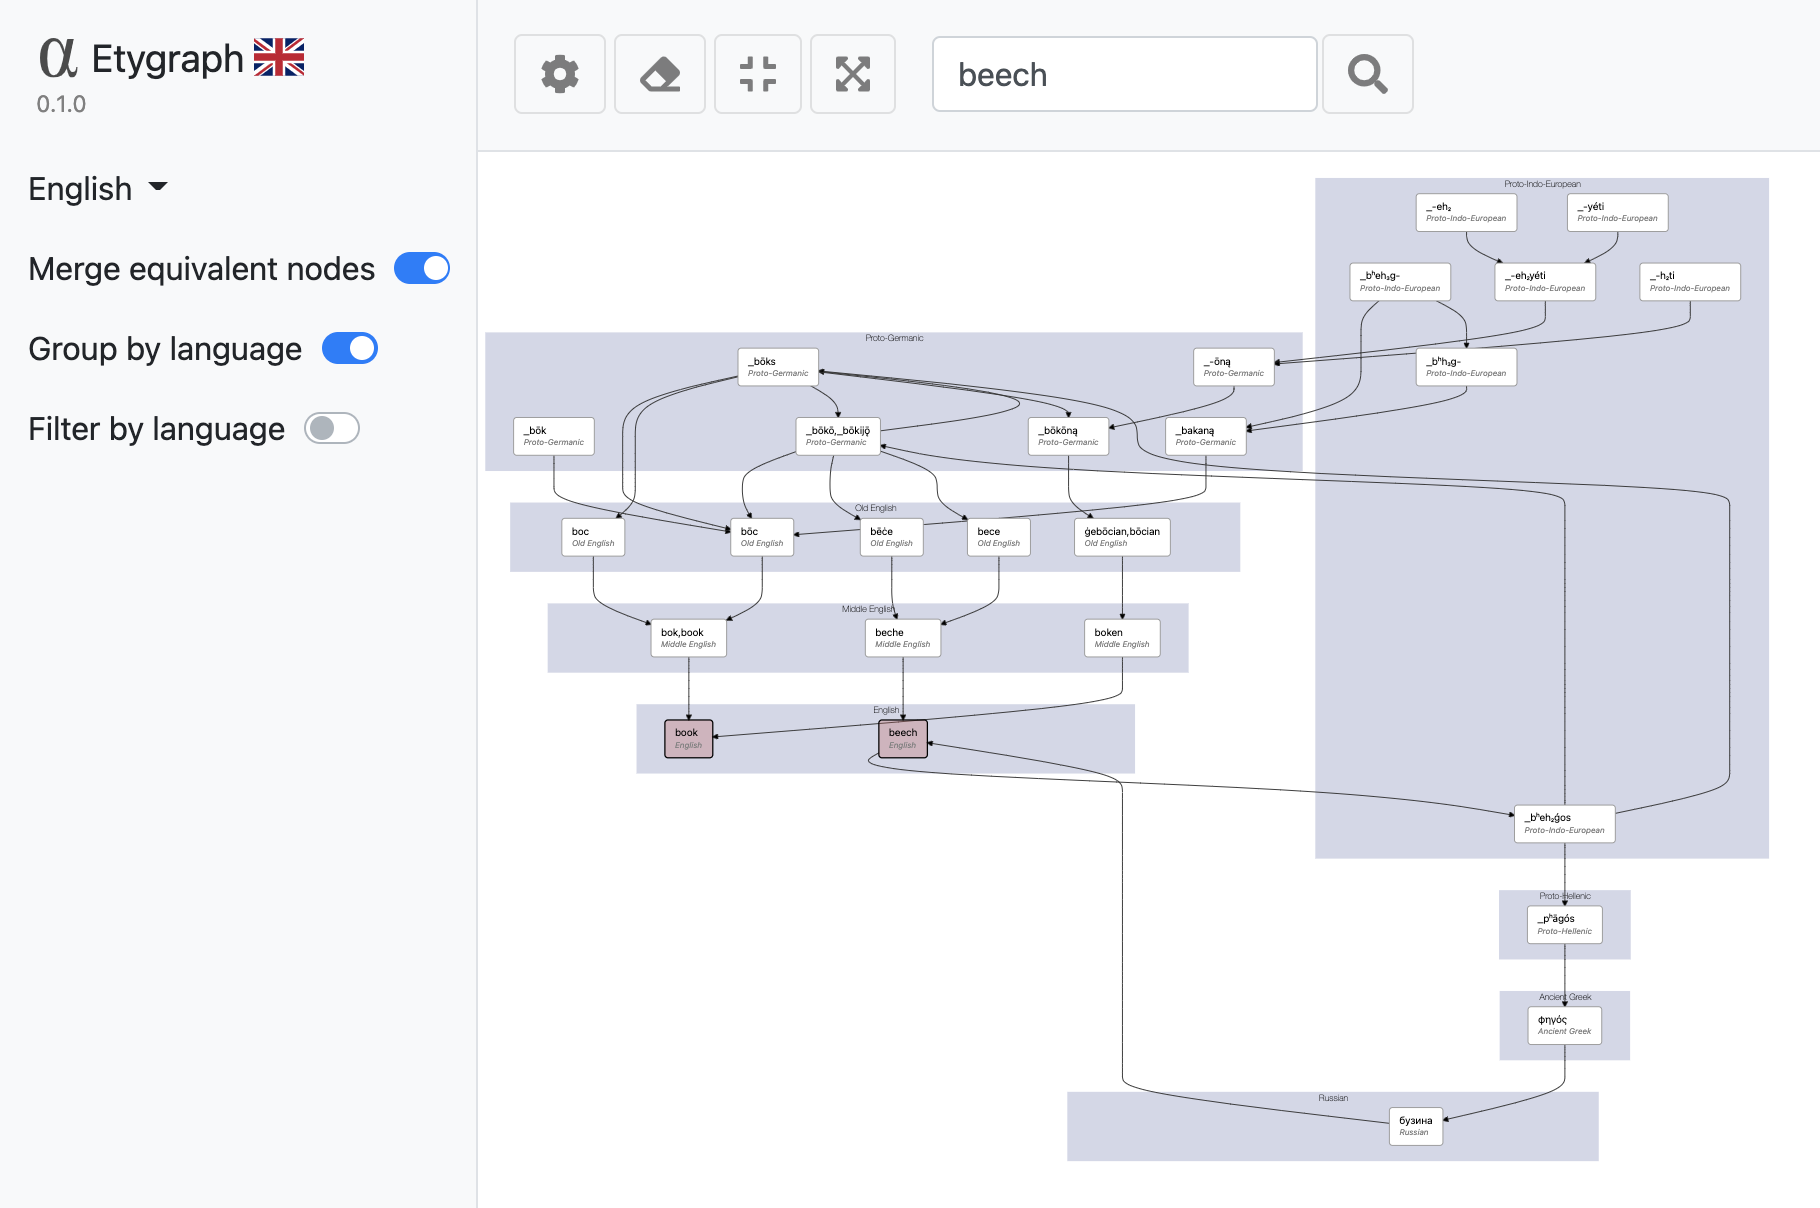 α Etygraph
0.1.0
English
Merge equivalent nodes
Group by language
Filter by language
beech
Proto-Indo-European
_-eh₂
Proto-Indo-European
_-yéti
Proto-Indo-European
_bʰeh₃g-
Proto-Indo-European
_-eh₂yéti
Proto-Indo-European
_-h₂ti
Proto-Indo-European
Proto-Germanic
_bōks
Proto-Germanic
_-ōną
Proto-Germanic
_bʰh₃g-
Proto-Indo-European
_bōk
Proto-Germanic
_bōkō,_bōkijǭ
Proto-Germanic
_bōkōną
Proto-Germanic
_bakaną
Proto-Germanic
Old English
boc
Old English
bōc
Old English
bēċe
Old English
bece
Old English
ġebōcian,bōcian
Old English
Middle English
bok,book
Middle English
beche
Middle English
boken
Middle English
English
book
English
beech
English
_bʰeh₂ǵos
Proto-Indo-European
Proto-Hellenic
_pʰāgós
Proto-Hellenic
Ancient Greek
φηγός
Ancient Greek
Russian
бузина
Russian